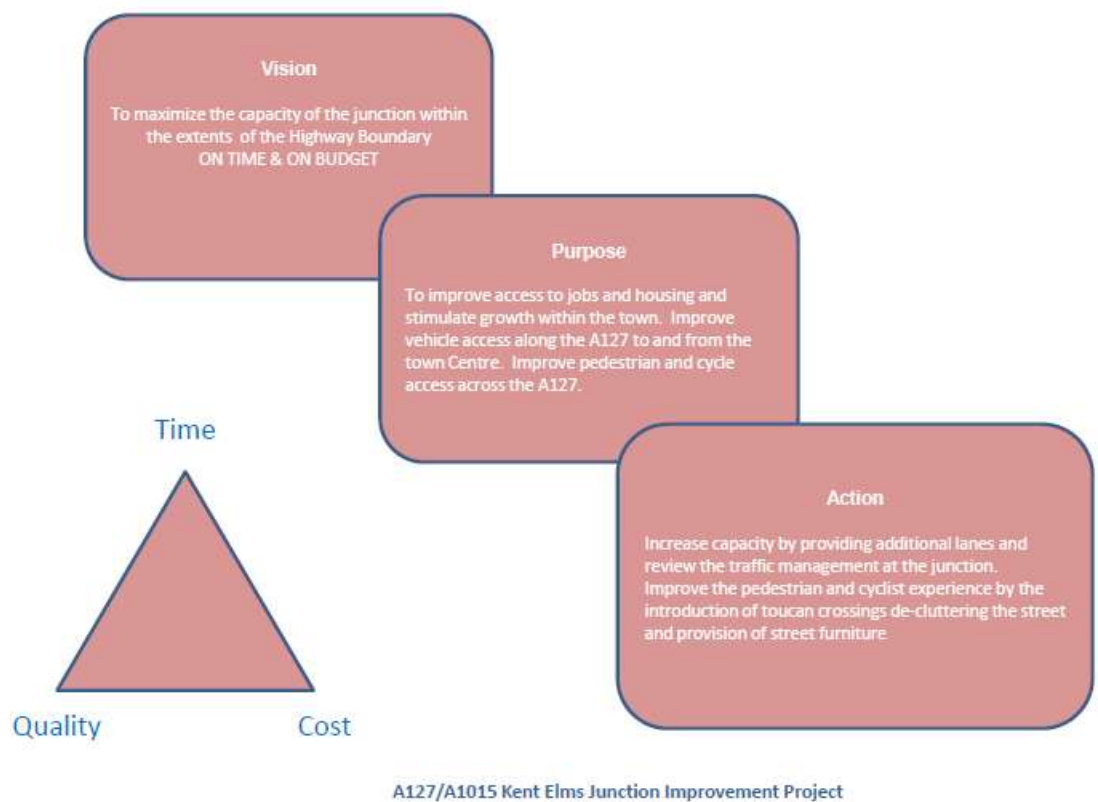 Vision
To maximize the capacity of the junction within
the extents of the Highway Boundary
ON TIME & ON BUDGET
Purpose
To improve access to jobs and housing and
stimulate growth within the town. Improve
vehicle access along the A127 to and from the
town Centre. Improve pedestrian and cycle
access across the A127.
Time
Quality
Cost
Action
Increase capacity by providing additional lanes and
review the traffic management at the junction.
Improve the pedestrian and cyclist experience by the
introduction of toucan crossings de-cluttering the street
and provision of street furniture
A127/A1015 Kent Elms Junction Improvement Project